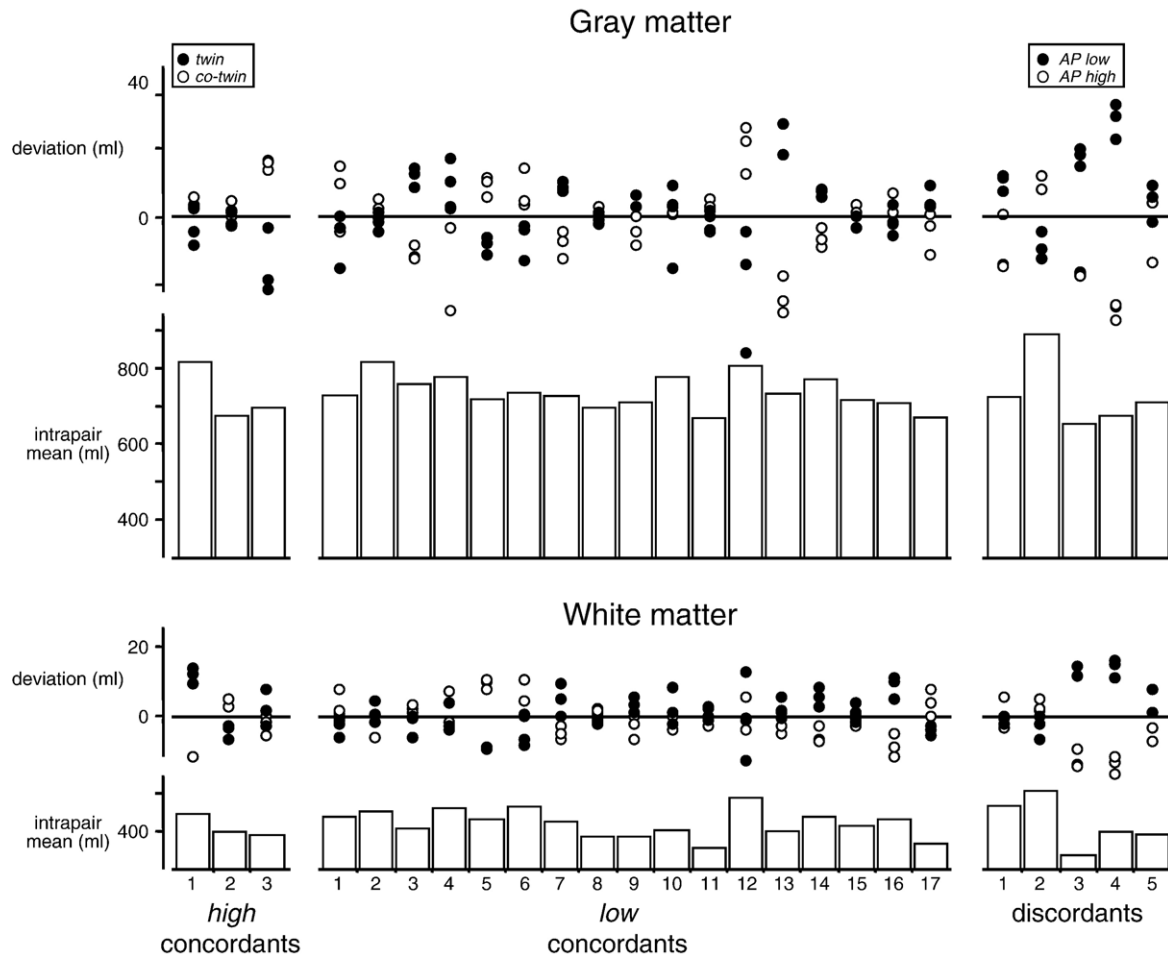 Gray matter
twin
co-twin
AP low
AP high
40
deviation (ml)
0
800
intrapair
mean (ml)
600
400
White matter
20
deviation (ml)
0
intrapair
mean (ml)
400
1 2 3 1 2 3 4 5 6 7 8 9 10 11 12 13 14 15 16 17 1 2 3 4 5
high
concordants
low
concordants
discordants